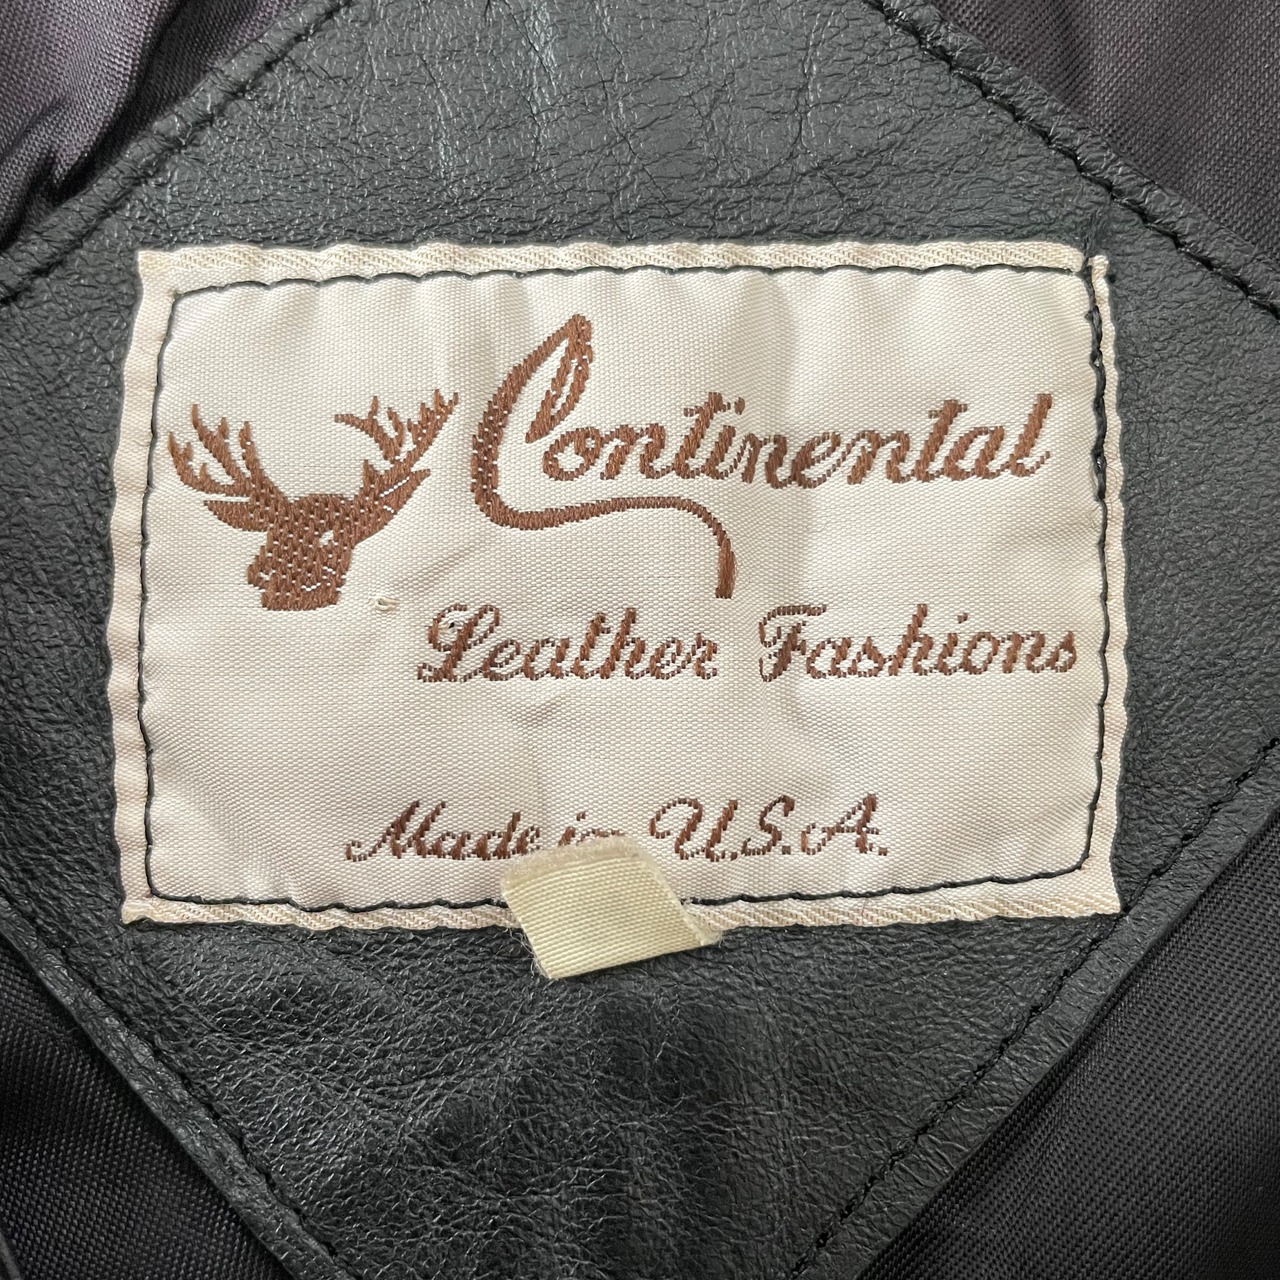 Continental
Leather Fashions
Made in U.S.A.